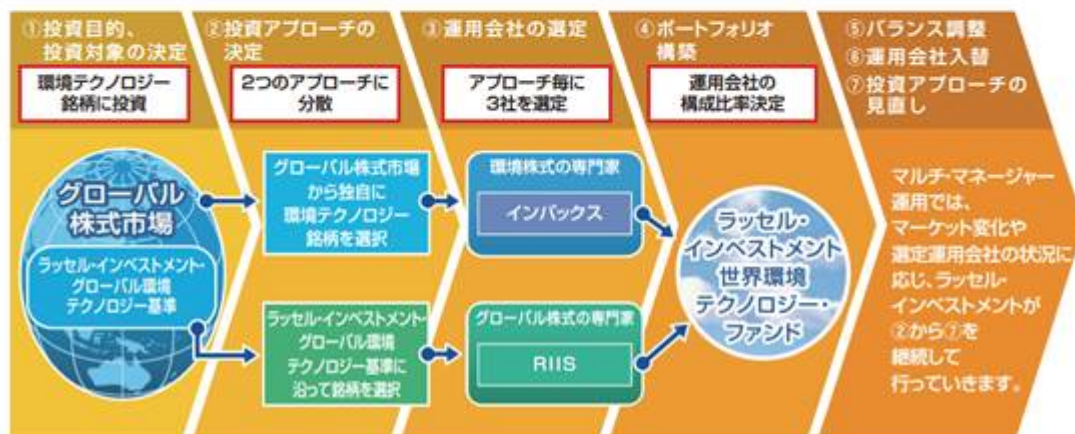 ①投資目的、
投資対象の決定
環境テクノロジー
銘柄に投資
グローバル
株式市場
ラッセル・インベストメント・
グローバル環境
テクノロジー基準
②投資アプローチの
決定
2つのアプローチに
分散
グローバル株式市場
から独自に
環境テクノロジー
銘柄を選択
ラッセル・インベストメント・
グローバル環境
テクノロジー基準に
沿って銘柄を選択
③運用会社の選定
アプローチ毎に
3社を選定
環境株式の専門家
インパックス
グローバル株式の専門家
RIIS
④ポートフォリオ
構築
運用会社の
構成比率決定
ラッセル・
インベストメント
世界環境
テクノロジー・
ファンド
⑤バランス調整
⑥運用会社入替
⑦投資アプローチの
見直し
マルチ・マネージャー
運用では、
マーケット変化や
選定運用会社の状況に
応じ、ラッセル・
インベストメントが
②から⑦を
継続して
行っていきます。